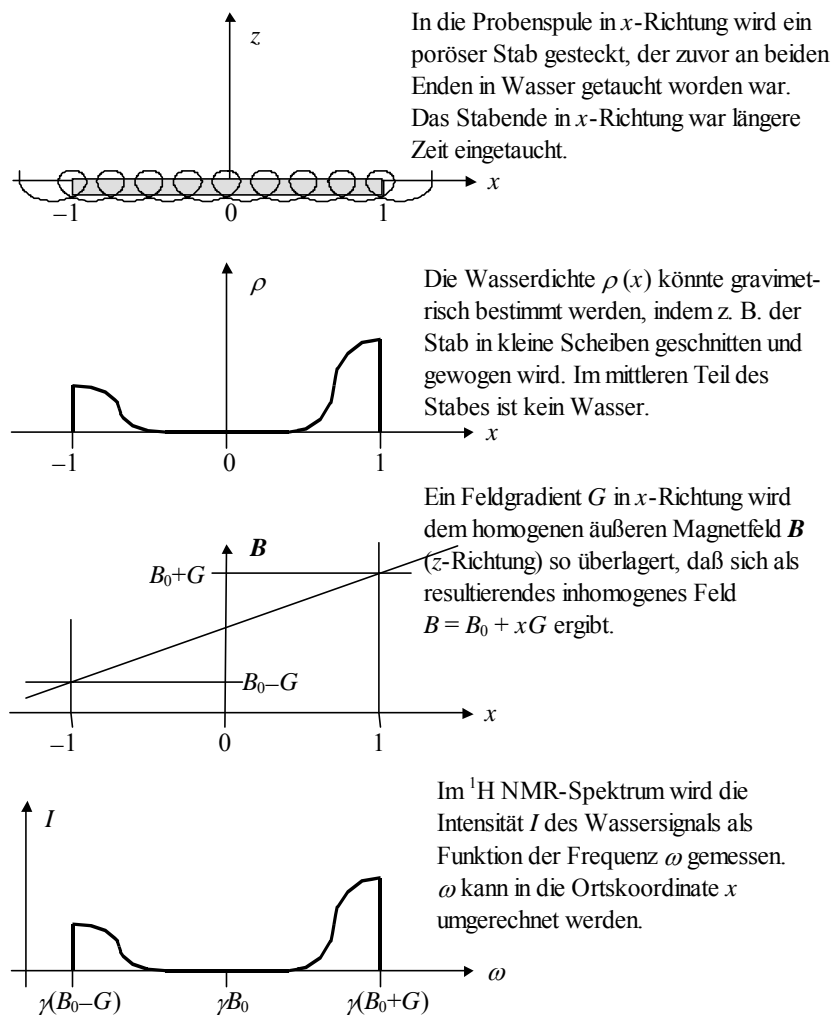 z
In die Probenspule in x-Richtung wird ein
poröser Stab gesteckt, der zuvor an beiden
Enden in Wasser getaucht worden war.
Das Stabende in x-Richtung war längere
Zeit eingetaucht.
x
–1 0 1
ρ
Die Wasserdichte ρ (x) könnte gravimet-
risch bestimmt werden, indem z. B. der
Stab in kleine Scheiben geschnitten und
gewogen wird. Im mittleren Teil des
Stabes ist kein Wasser.
x
–1 0 1
Ein Feldgradient G in x-Richtung wird
dem homogenen äußeren Magnetfeld B
(z-Richtung) so überlagert, daß sich als
resultierendes inhomogenes Feld
B = B₀ + xG ergibt.
B
B₀+G
B₀–G
x
–1 0 1
Im ¹H NMR-Spektrum wird die
Intensität I des Wassersignals als
Funktion der Frequenz ω gemessen.
ω kann in die Ortskoordinate x
umgerechnet werden.
I
ω
γ(B₀–G) γB₀ γ(B₀+G)